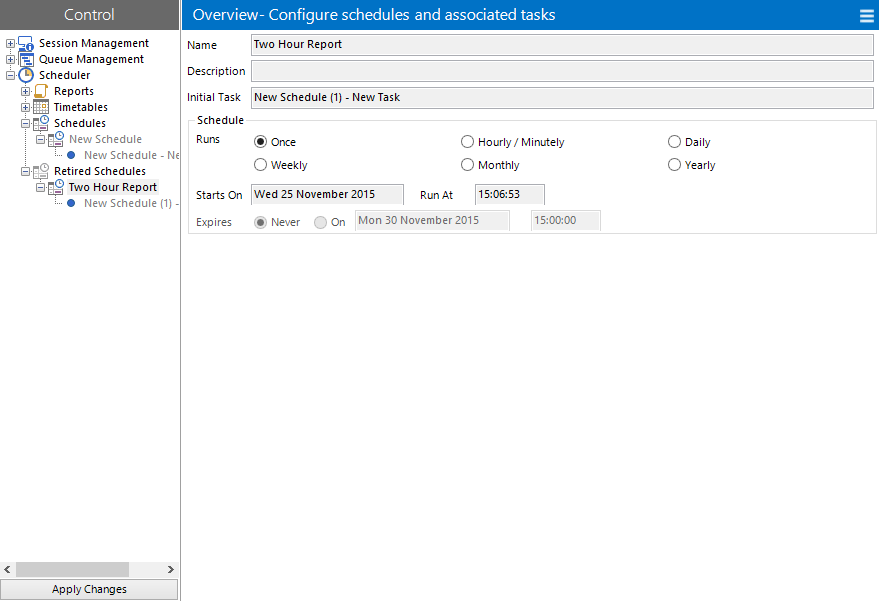 Control
Overview- Configure schedules and associated tasks
Session Management
Queue Management
Scheduler
Reports
Timetables
Schedules
New Schedule
New Schedule - Ne
Retired Schedules
Two Hour Report
New Schedule (1) -
Apply Changes
Name Two Hour Report
Description
Initial Task New Schedule (1) - New Task
Schedule
Runs Once Hourly / Minutely Daily
Weekly Monthly Yearly
Starts On Wed 25 November 2015 Run At 15:06:53
Expires Never On Mon 30 November 2015 15:00:00